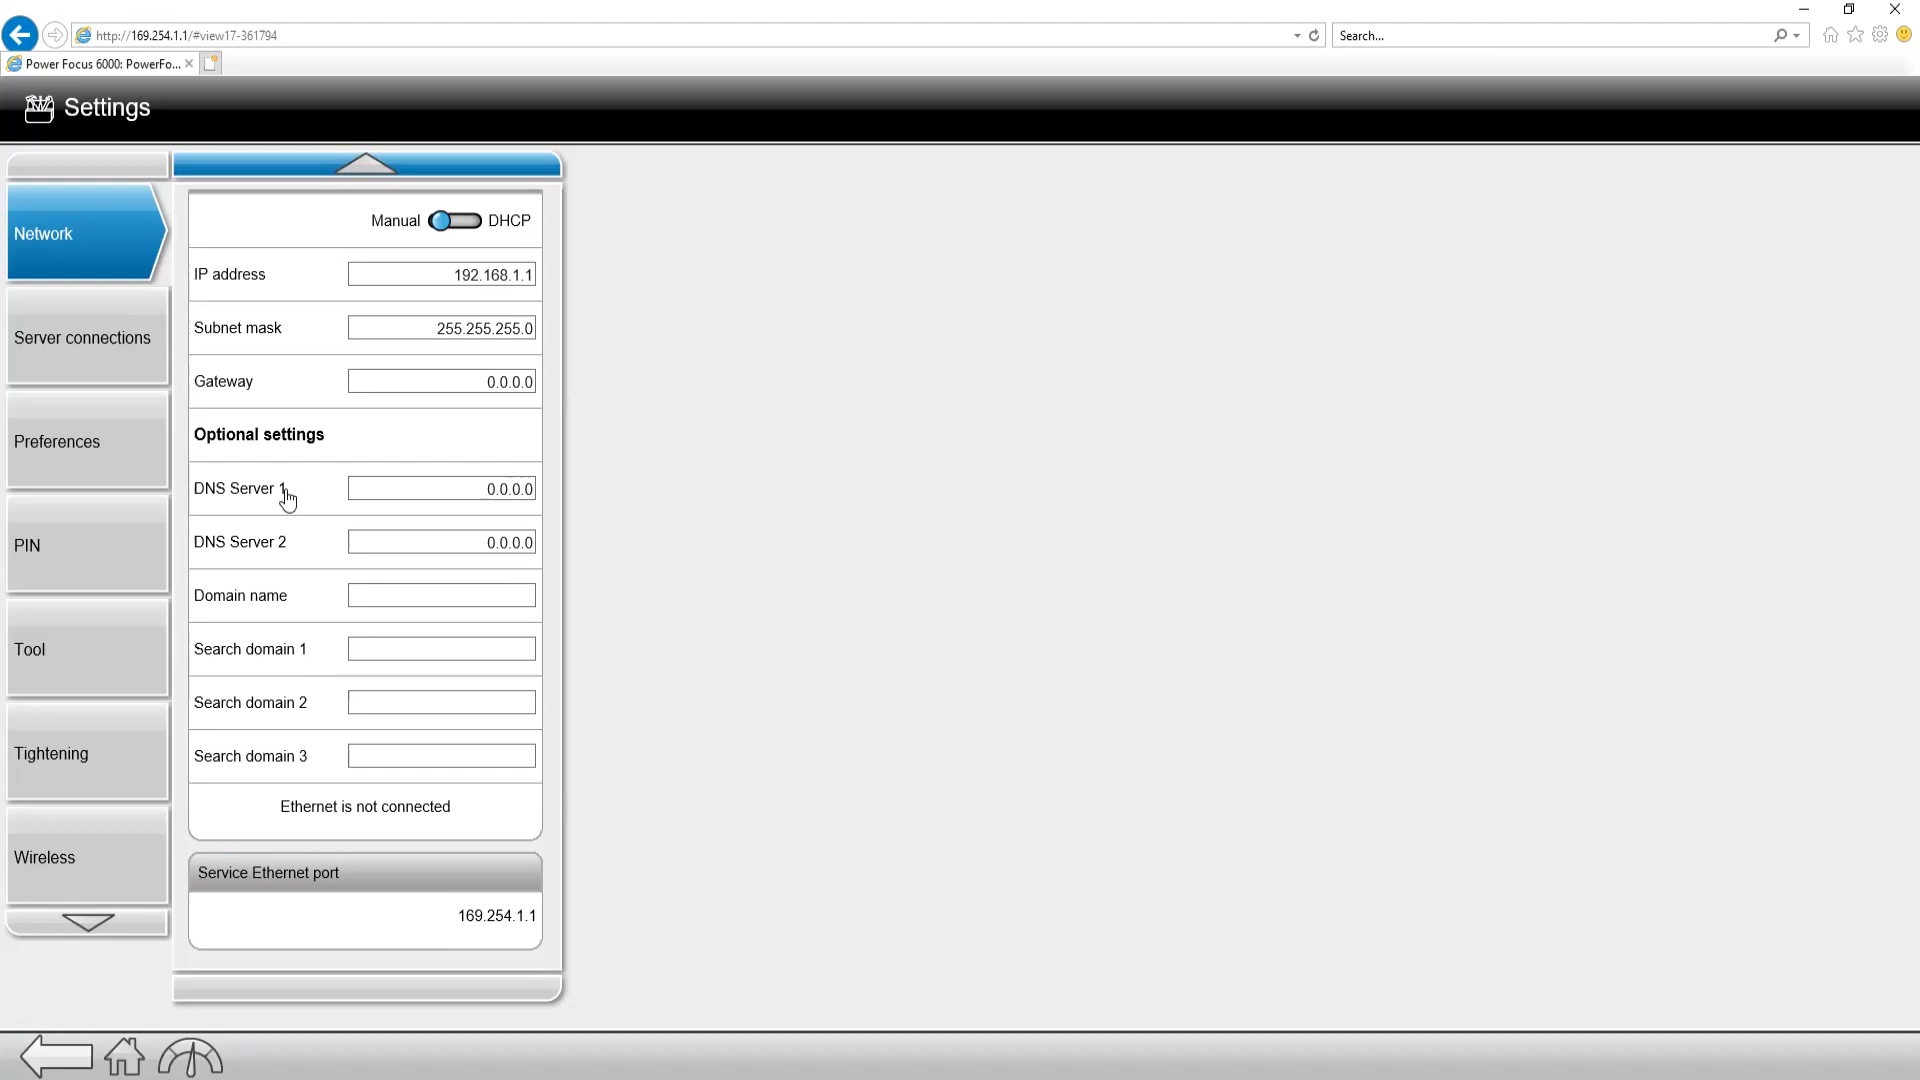 http://169.254.1.1/#view17-361794
Search...
Power Focus 6000: PowerFo...
Settings
Network
Server connections
Preferences
PIN
Tool
Tightening
Wireless
Manual DHCP
IP address 192.168.1.1
Subnet mask 255.255.255.0
Gateway 0.0.0.0
Optional settings
DNS Server 1 0.0.0.0
DNS Server 2 0.0.0.0
Domain name
Search domain 1
Search domain 2
Search domain 3
Ethernet is not connected
Service Ethernet port
169.254.1.1